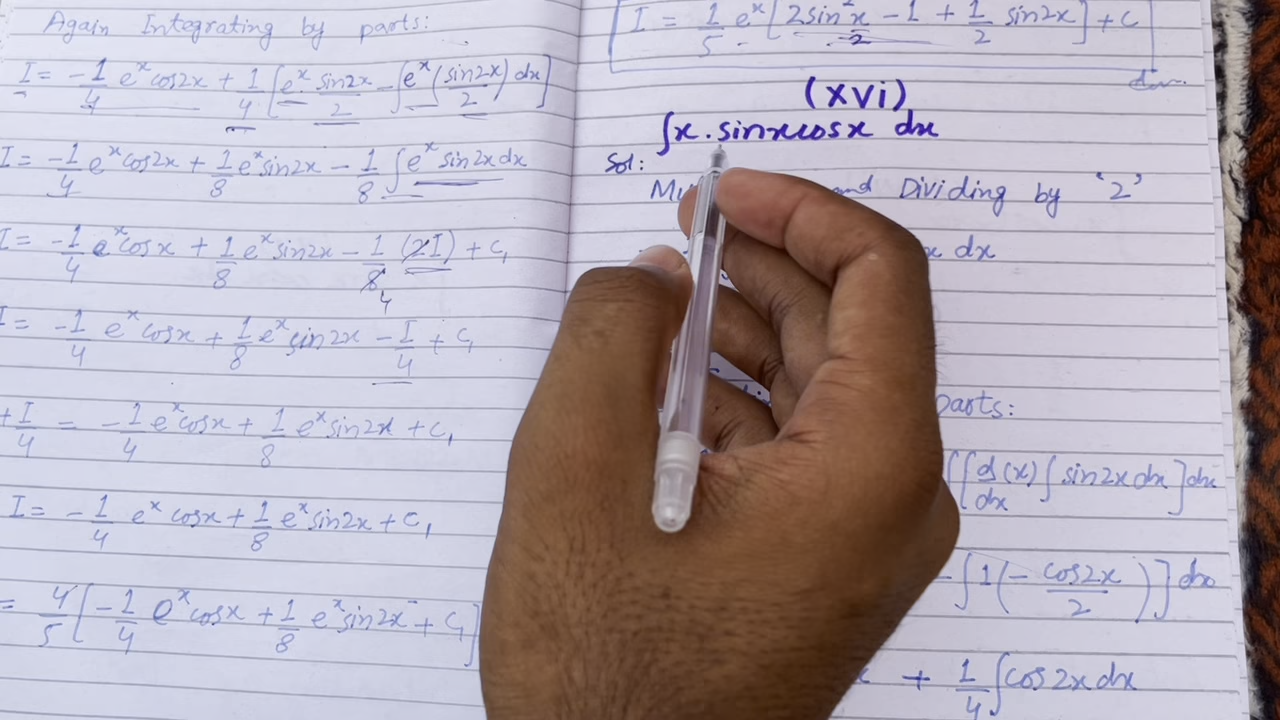 Again Integrating by parts:
I = -1/4 e^x cos2x + 1/4 [e^x sin2x/2 - ∫e^x (sin2x/2) dx]
I = -1/4 e^x cos2x + 1/8 e^x sin2x - 1/8 ∫e^x sin2x dx
I = -1/4 e^x cosx + 1/8 e^x sin2x - 1/8 (2I) + C₁
4
I = -1/4 e^x cosx + 1/8 e^x sin2x - I/4 + C₁
+ I/4 = -1/4 e^x cosx + 1/8 e^x sin2x + C₁
I = -1/4 e^x cosx + 1/8 e^x sin2x + C₁
= 4/5 [-1/4 e^x cosx + 1/8 e^x sin2x + C₁]
I = 1/5 e^x [2sin²x - 1/2 + 1/2 sin2x] + C
(xvi)
∫x.sinxcosx dx
Sol:
and Dividing by '2'
x dx
parts:
∫[d/dx (x) ∫sin2x dx] dx
- ∫1(-cos2x/2)] dx
+ 1/4 ∫cos2x dx